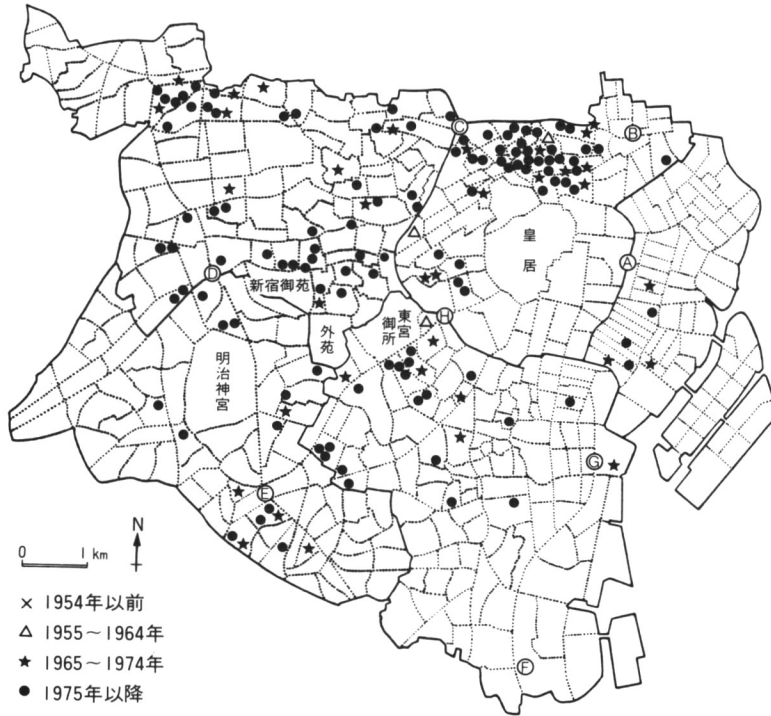 C
B
皇居
A
D
新宿御苑
外苑
東宮
御所
H
明治神宮
G
E
F
N
0 1 km
× 1954年以前
△ 1955～1964年
★ 1965～1974年
● 1975年以降